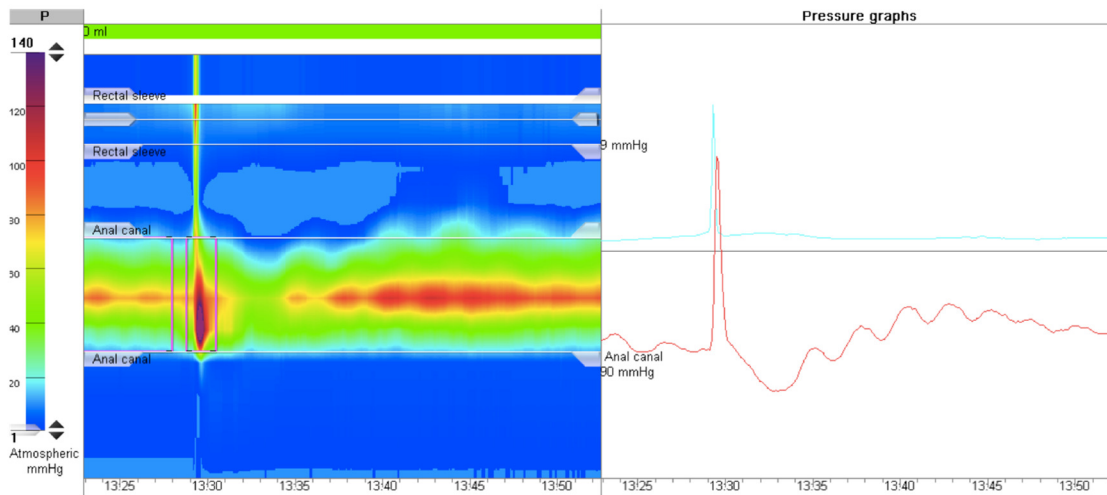 P
Pressure graphs
140
0 ml
120
100
30
30
40
20
1
Atmospheric
mmHg
Rectal sleeve
Rectal sleeve
Anal canal
Anal canal
13:25 13:30 13:35 13:40 13:45 13:50
9 mmHg
Anal canal
90 mmHg
13:25 13:30 13:35 13:40 13:45 13:50